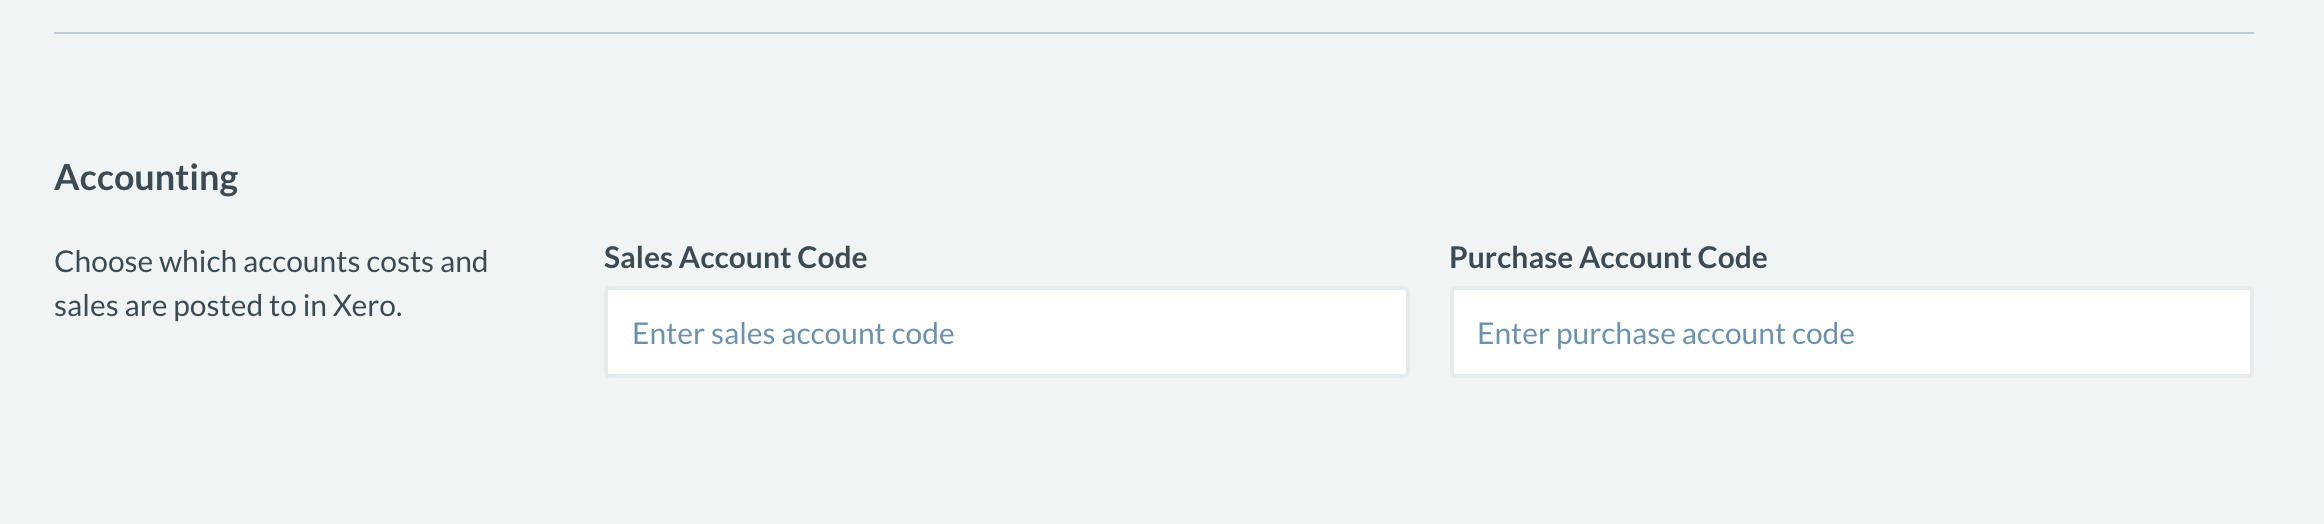 Accounting
Choose which accounts costs and
sales are posted to in Xero.
Sales Account Code
Enter sales account code
Purchase Account Code
Enter purchase account code